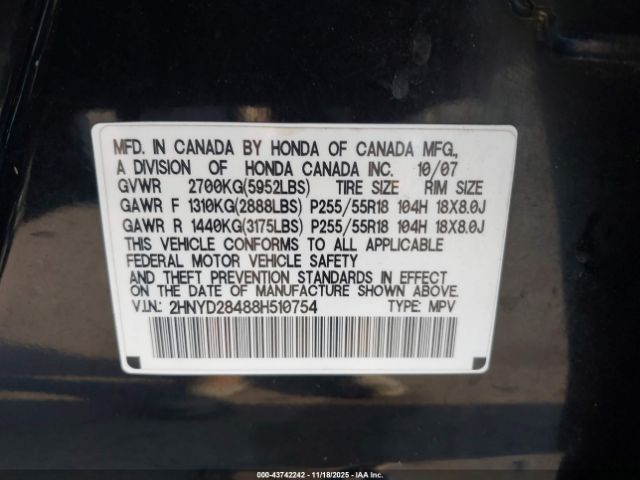 MFD. IN CANADA BY HONDA OF CANADA MFG.,
A DIVISION OF HONDA CANADA INC. 10/07
GVWR 2700KG(5952LBS) TIRE SIZE RIM SIZE
GAWR F 1310KG(2888LBS) P255/55R18 104H 18X8.0J
GAWR R 1440KG(3175LBS) P255/55R18 104H 18X8.0J
THIS VEHICLE CONFORMS TO ALL APPLICABLE
FEDERAL MOTOR VEHICLE SAFETY
AND THEFT PREVENTION STANDARDS IN EFFECT
ON THE DATE OF MANUFACTURE SHOWN ABOVE.
V.I.N.: 2HNYD28488H510754 TYPE: MPV
000-43742242 - 11/18/2025 - IAA Inc.